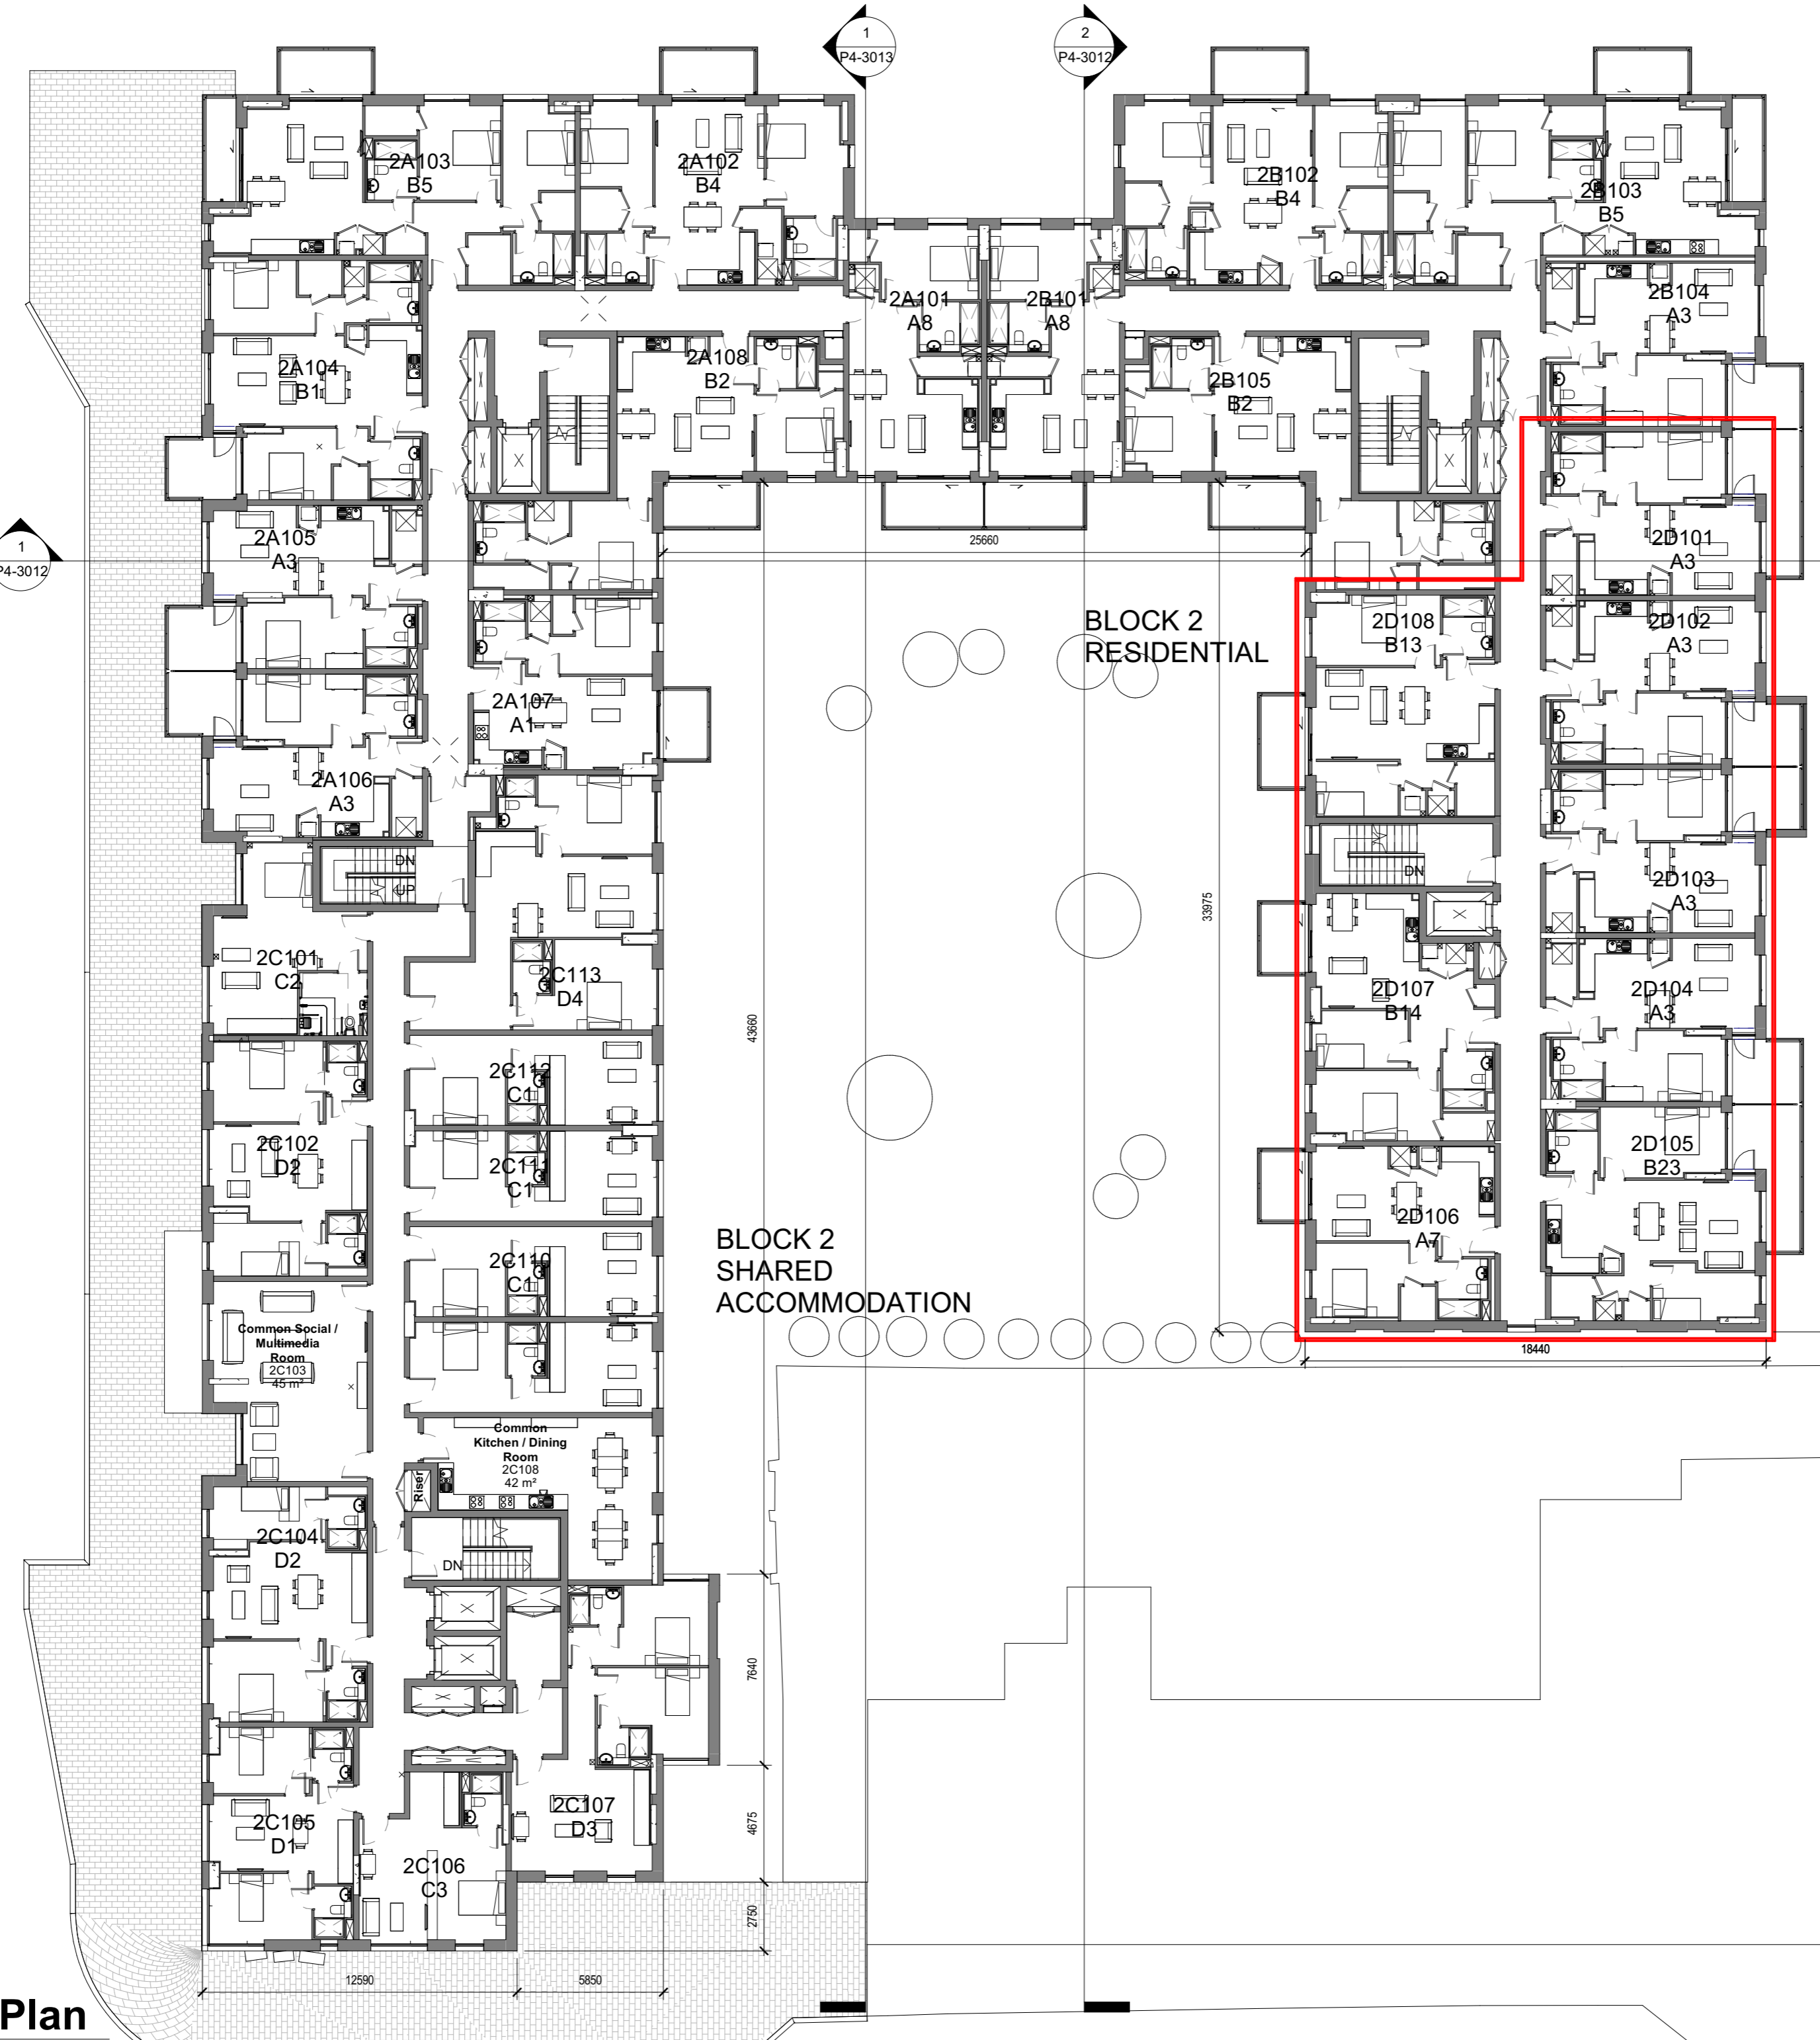 1
P4-3013
2
P4-3012
2A103
B5
2A102
B4
2B102
B4
2B103
B5
2A101
A8
2B101
A8
2B104
A3
2A104
B1
2A108
B2
2B105
B2
1
P4-3012
2A105
A3
25660
2D101
A3
BLOCK 2
RESIDENTIAL
2D108
B13
2D102
A3
2A107
A1
2A106
A3
DN
UP
DN
2D103
A3
33975
2C101
C2
2C113
D4
2D107
B14
2D104
A3
43660
2C112
C1
2C102
D2
2C111
C1
2D105
B23
2D106
A7
2C110
C1
BLOCK 2
SHARED
ACCOMMODATION
Common Social /
Multimedia
Room
2C103
45 m²
18440
Common
Kitchen / Dining
Room
2C108
42 m²
Riser
2C104
D2
DN
7640
2C105
D1
2C107
D3
4675
2C106
C3
2750
12590
5850
Plan